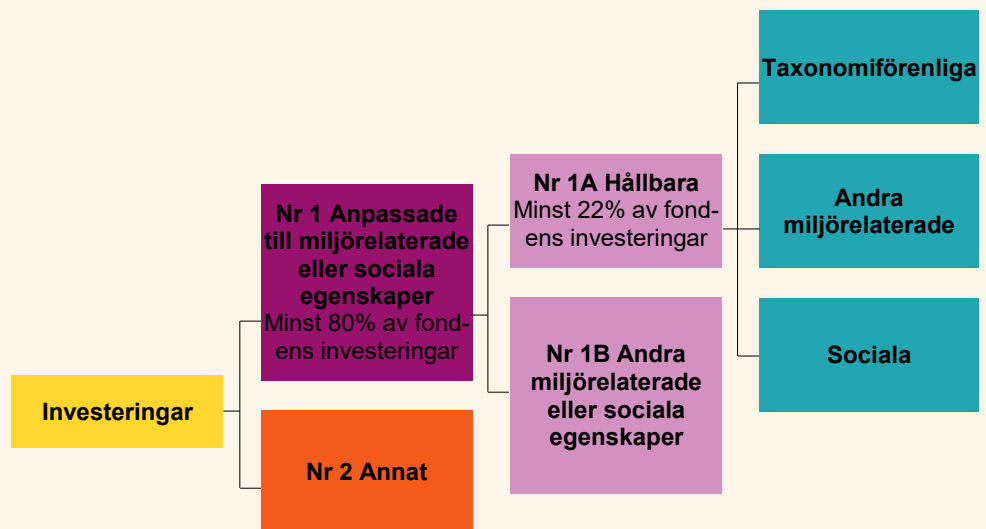 Investeringar
Nr 1 Anpassade
till miljörelaterade
eller sociala
egenskaper
Minst 80% av fond-
ens investeringar
Nr 2 Annat
Nr 1A Hållbara
Minst 22% av fond-
ens investeringar
Nr 1B Andra
miljörelaterade
eller sociala
egenskaper
Taxonomiförenliga
Andra
miljörelaterade
Sociala